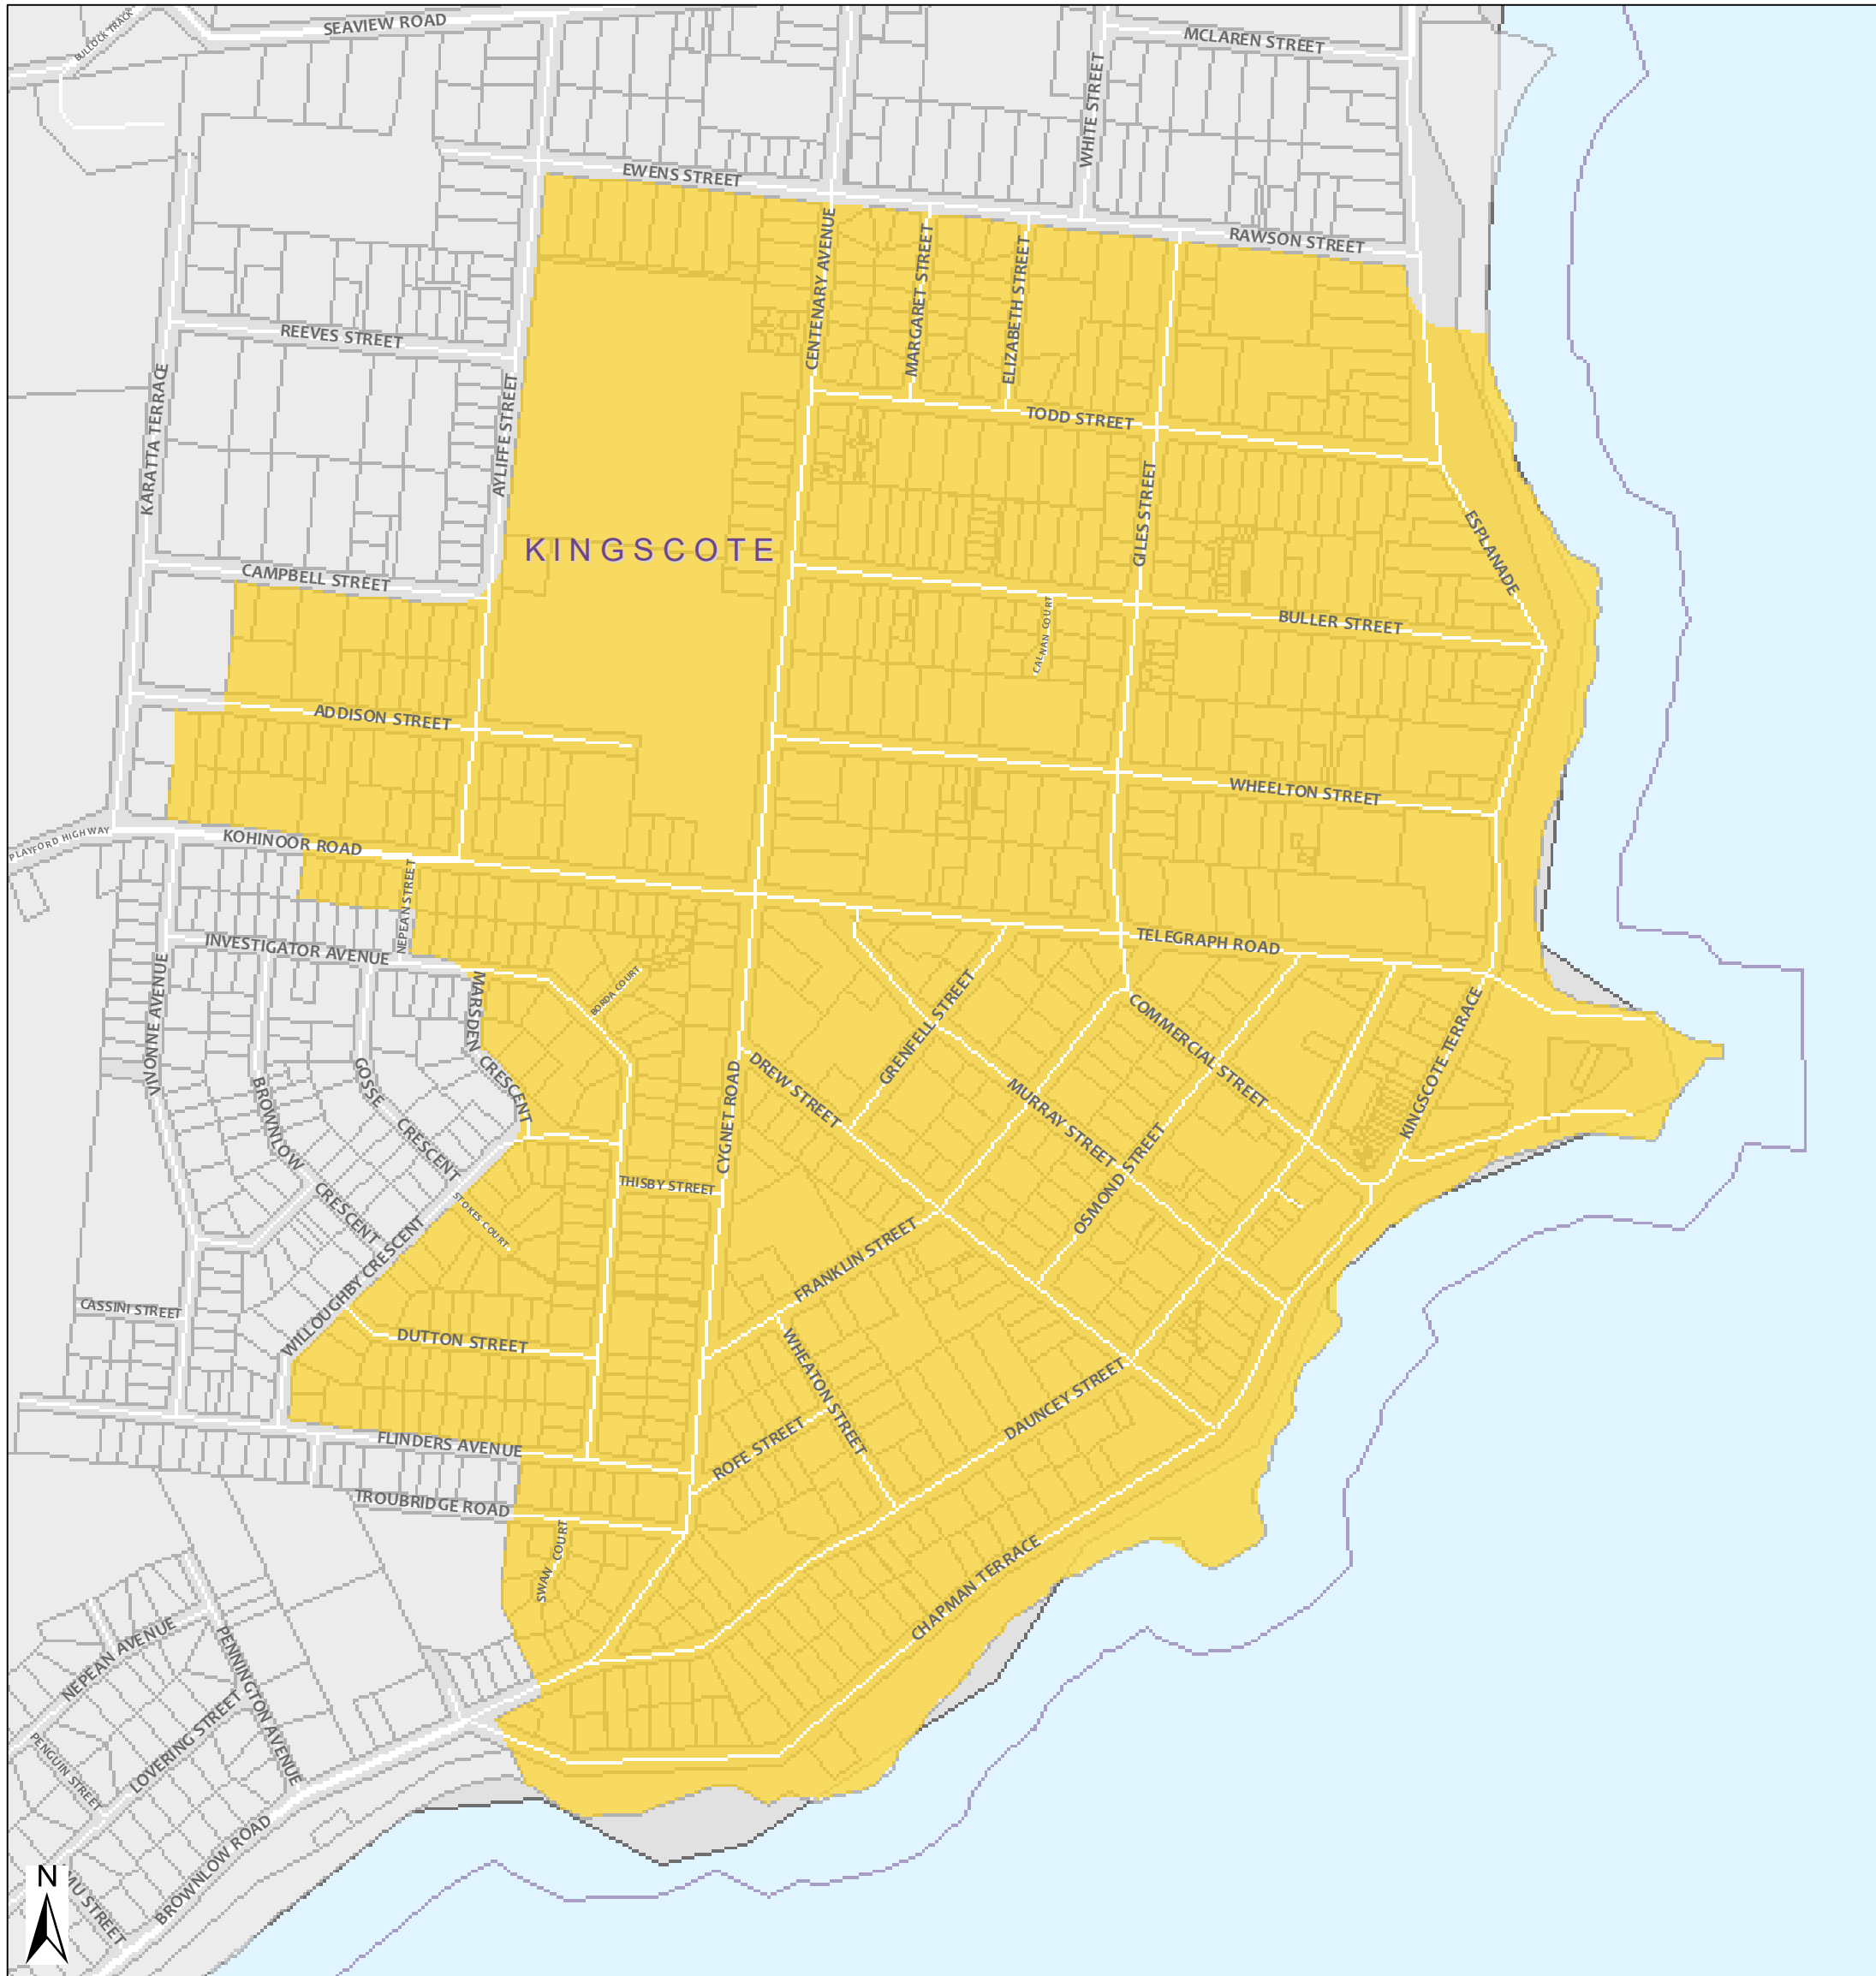 BULLOCK TRACK
SEAVIEW ROAD
MCLAREN STREET
WHITE STREET
EWENS STREET
RAWSON STREET
CENTENARY AVENUE
MARGARET STREET
ELIZABETH STREET
REEVES STREET
KARATTA TERRACE
AYLIFFE STREET
TODD STREET
GILES STREET
ESPLANADE
KINGSCOTE
CAMPBELL STREET
CALNAN COURT
BULLER STREET
ADDISON STREET
WHEELTON STREET
PLAYFORD HIGHWAY
KOHINOOR ROAD
NEPEAN STREET
INVESTIGATOR AVENUE
TELEGRAPH ROAD
VIVONNE AVENUE
MARSDEN CRESCENT
BORDA COURT
GRENFELL STREET
COMMERCIAL STREET
KINGSCOTE TERRACE
BROWNLOW CRESCENT
GOSSE CRESCENT
CYGNET ROAD
DREW STREET
MURRAY STREET
OSMOND STREET
THISBY STREET
STOKES COURT
FRANKLIN STREET
WILLOUGHBY CRESCENT
CASSINI STREET
DUTTON STREET
WHEATON STREET
DAUNCEY STREET
FLINDERS AVENUE
ROFE STREET
TROUBRIDGE ROAD
SWAN COURT
CHAPMAN TERRACE
NEPEAN AVENUE
PENNINGTON AVENUE
LOVERING STREET
PENGUIN STREET
BROWNLOW ROAD
MU STREET
N